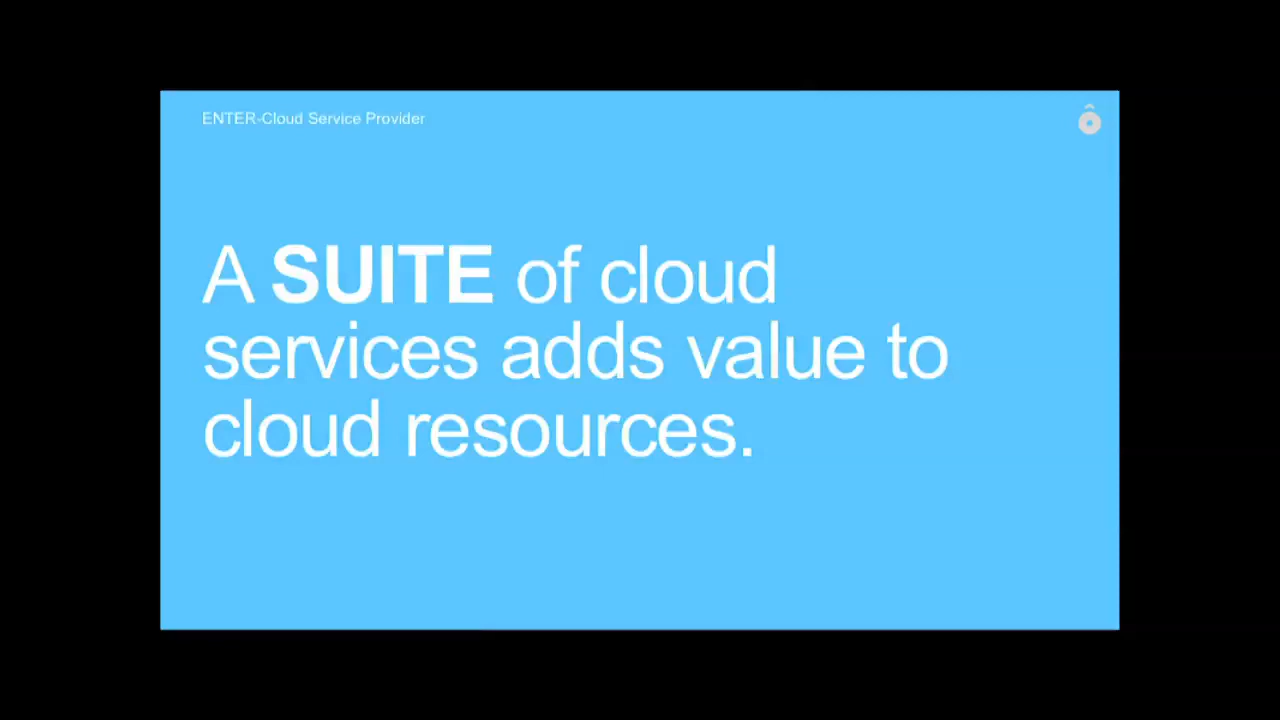 ENTER-Cloud Service Provider
A SUITE of cloud
services adds value to
cloud resources.